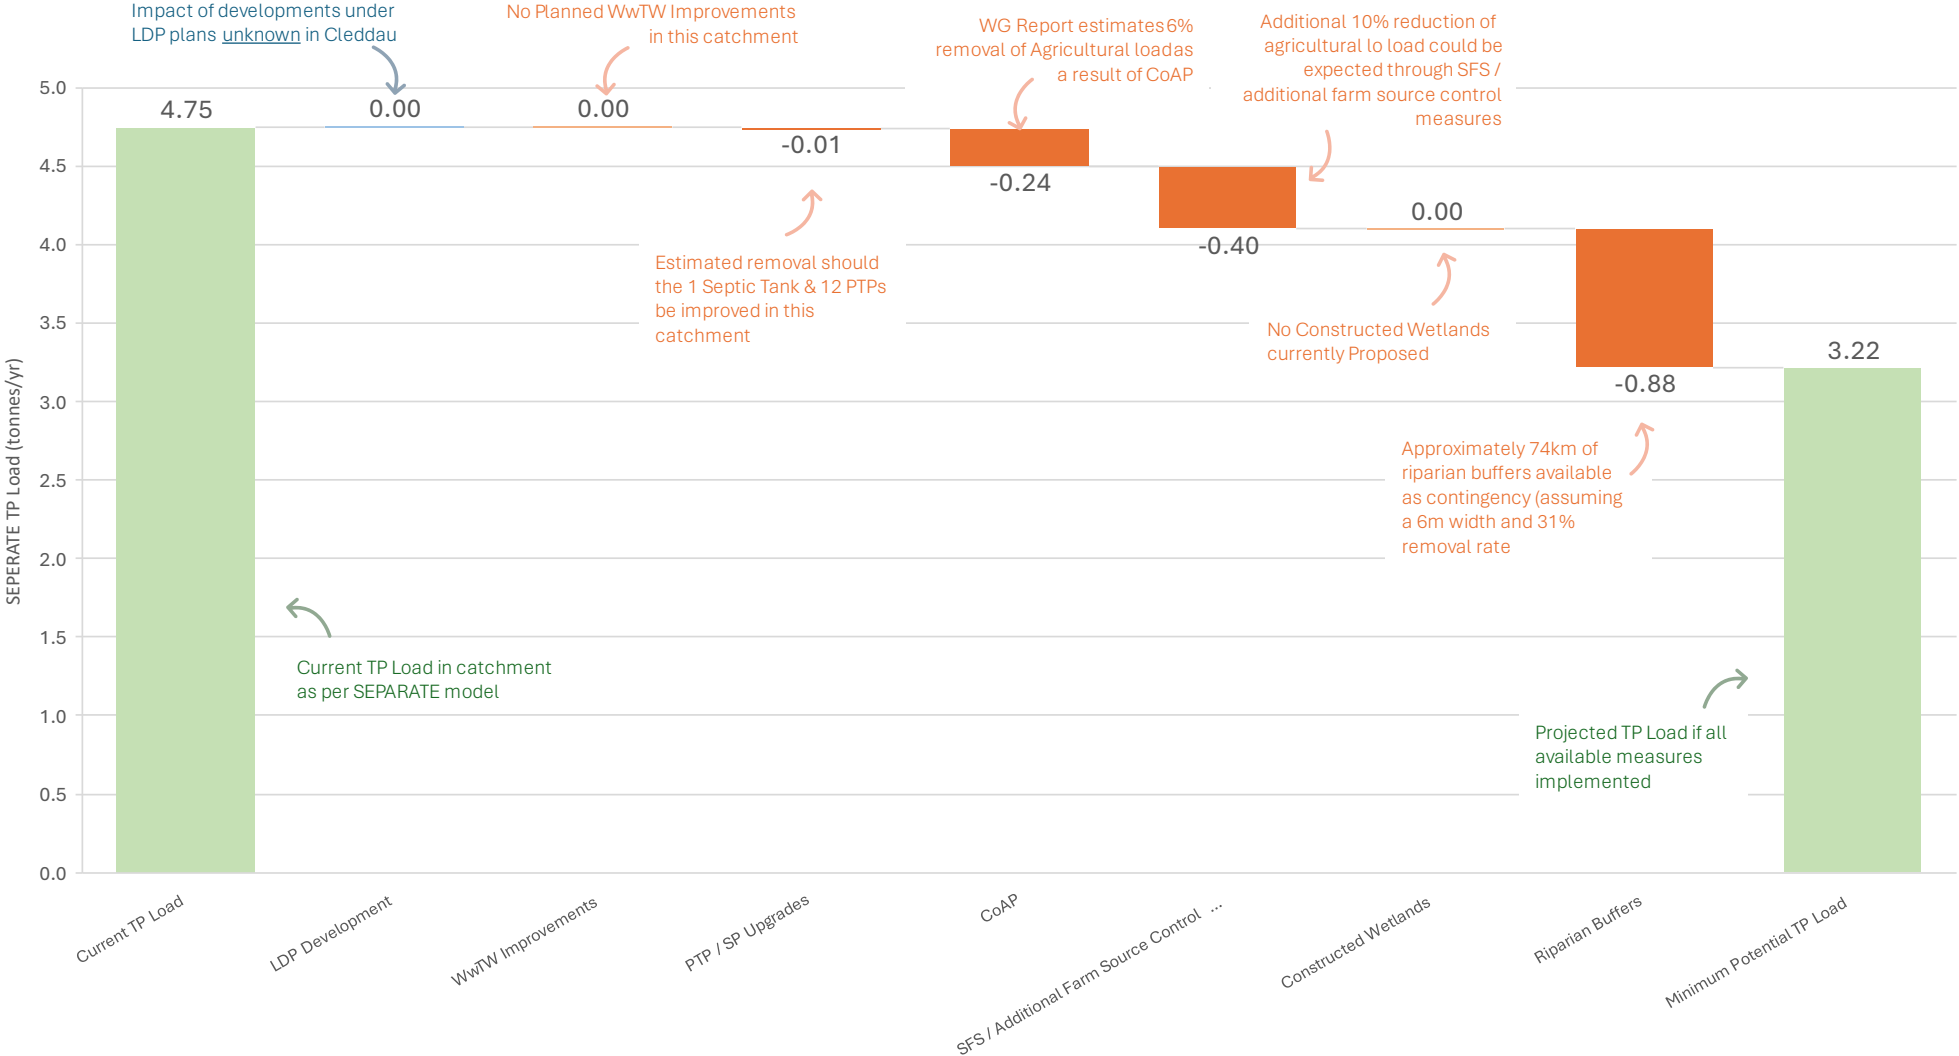 Impact of developments under
LDP plans unknown in Cleddau
No Planned WwTW Improvements
in this catchment
WG Report estimates 6%
removal of Agricultural loadas
a result of CoAP
Additional 10% reduction of
agricultural lo load could be
expected through SFS /
additional farm source control
measures
SEPERATE TP Load (tonnes/yr)
5.0
4.5
4.0
3.5
3.0
2.5
2.0
1.5
1.0
0.5
0.0
4.75
0.00
0.00
-0.01
-0.24
-0.40
0.00
-0.88
3.22
Estimated removal should
the 1 Septic Tank & 12 PTPs
be improved in this
catchment
No Constructed Wetlands
currently Proposed
Approximately 74km of
riparian buffers available
as contingency (assuming
a 6m width and 31%
removal rate
Current TP Load in catchment
as per SEPARATE model
Projected TP Load if all
available measures
implemented
Current TP Load
LDP Development
WwTW Improvements
PTP / SP Upgrades
CoAP
SFS / Additional Farm Source Control ...
Constructed Wetlands
Riparian Buffers
Minimum Potential TP Load